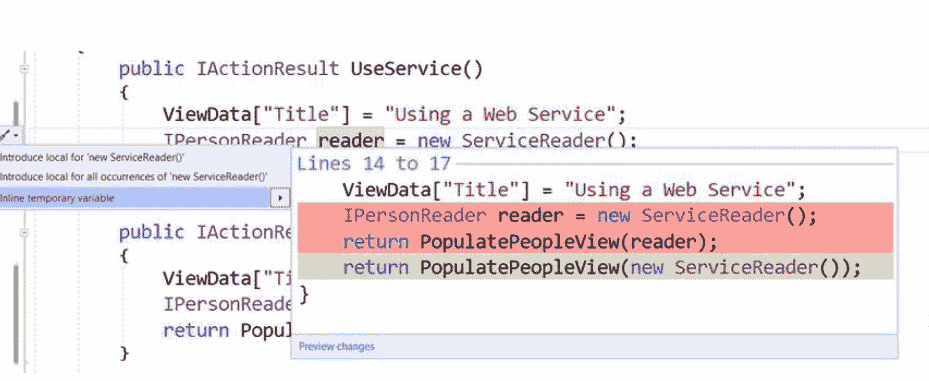 public IActionResult UseService()
{
ViewData["Title"] = "Using a Web Service";
IPersonReader reader = new ServiceReader();
Introduce local for 'new ServiceReader()'
Introduce local for all occurrences of 'new ServiceReader()'
Inline temporary variable
Lines 14 to 17
ViewData["Title"] = "Using a Web Service";
IPersonReader reader = new ServiceReader();
return PopulatePeopleView(reader);
return PopulatePeopleView(new ServiceReader());
}
Preview changes
public IActionRe
{
ViewData["Ti
IPersonReade
return Popul
}